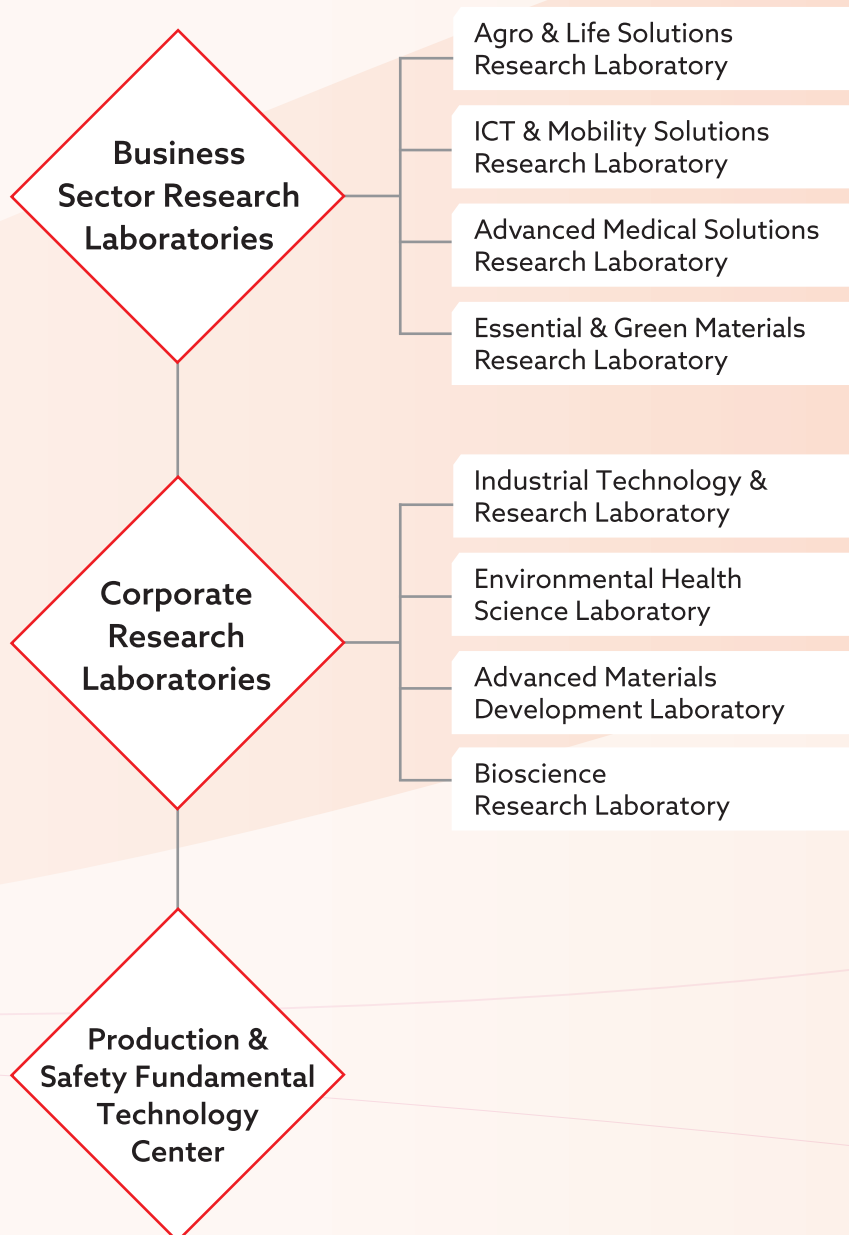 Business
Sector Research
Laboratories
Agro & Life Solutions
Research Laboratory
ICT & Mobility Solutions
Research Laboratory
Advanced Medical Solutions
Research Laboratory
Essential & Green Materials
Research Laboratory
Corporate
Research
Laboratories
Industrial Technology &
Research Laboratory
Environmental Health
Science Laboratory
Advanced Materials
Development Laboratory
Bioscience
Research Laboratory
Production &
Safety Fundamental
Technology
Center